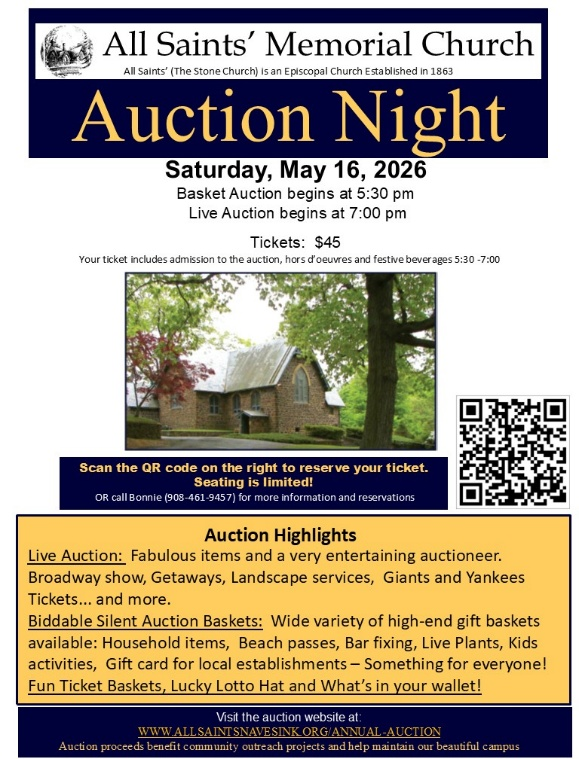 All Saints' Memorial Church
All Saints' (The Stone Church) is an Episcopal Church Established in 1863
Auction Night
Saturday, May 16, 2026
Basket Auction begins at 5:30 pm
Live Auction begins at 7:00 pm
Tickets: $45
Your ticket includes admission to the auction, hors d'oeuvres and festive beverages 5:30 -7:00
Scan the QR code on the right to reserve your ticket.
Seating is limited!
OR call Bonnie (908-461-9457) for more information and reservations
Auction Highlights
Live Auction: Fabulous items and a very entertaining auctioneer.
Broadway show, Getaways, Landscape services, Giants and Yankees
Tickets... and more.
Biddable Silent Auction Baskets: Wide variety of high-end gift baskets
available: Household items, Beach passes, Bar fixing, Live Plants, Kids
activities, Gift card for local establishments – Something for everyone!
Fun Ticket Baskets, Lucky Lotto Hat and What's in your wallet!
Visit the auction website at:
WWW.ALLSAINTSNAVESINK.ORG/ANNUAL-AUCTION
Auction proceeds benefit community outreach projects and help maintain our beautiful campus